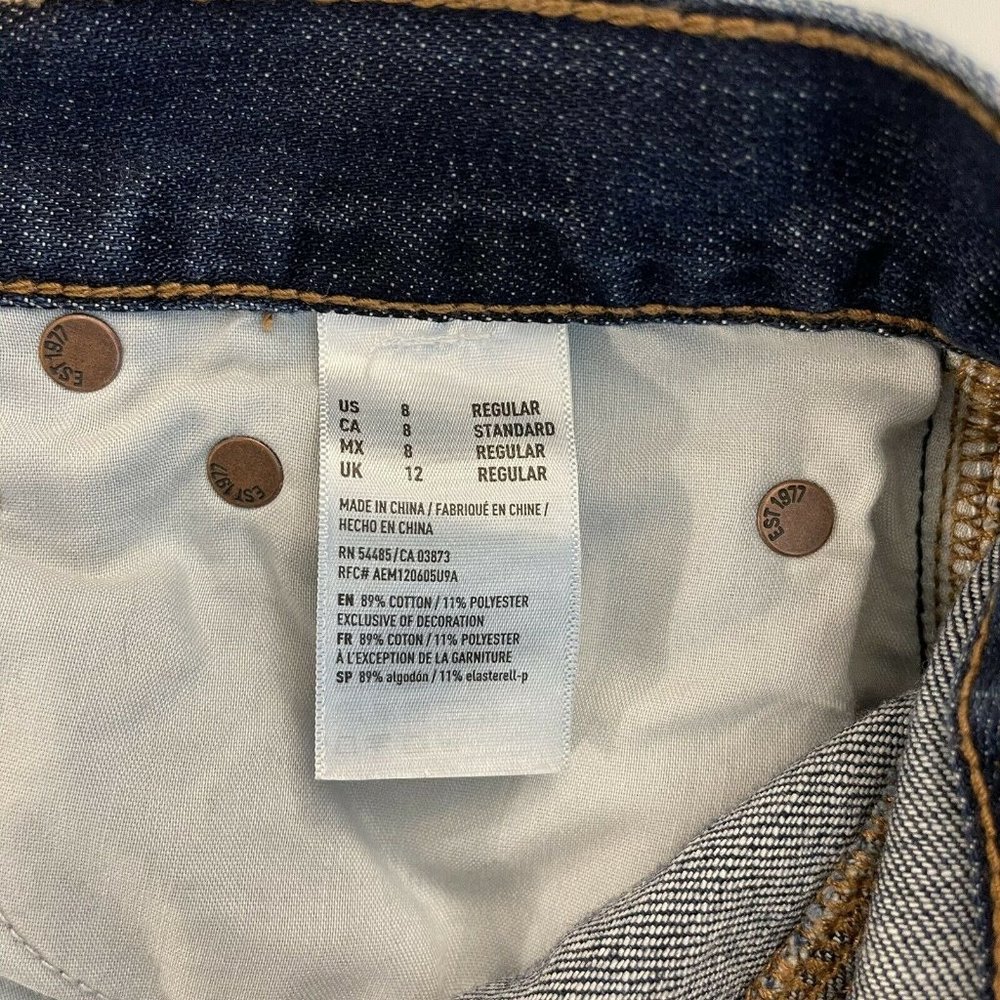 EST 1977
EST 1977
EST 1977
US 8 REGULAR
CA 8 STANDARD
MX 8 REGULAR
UK 12 REGULAR
MADE IN CHINA / FABRIQUÉ EN CHINE /
HECHO EN CHINA
RN 54485/CA 03873
RFC# AEM120605U9A
EN 89% COTTON / 11% POLYESTER
EXCLUSIVE OF DECORATION
FR 89% COTON / 11% POLYESTER
À L'EXCEPTION DE LA GARNITURE
SP 89% algodón / 11% elasterell-p